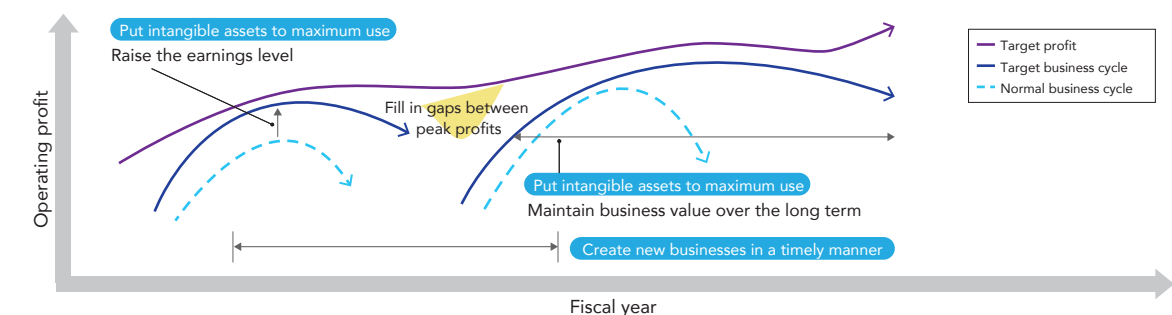 Put intangible assets to maximum use
Raise the earnings level
Target profit
Target business cycle
Normal business cycle
Fill in gaps between
peak profits
Operating profit
Put intangible assets to maximum use
Maintain business value over the long term
Create new businesses in a timely manner
Fiscal year